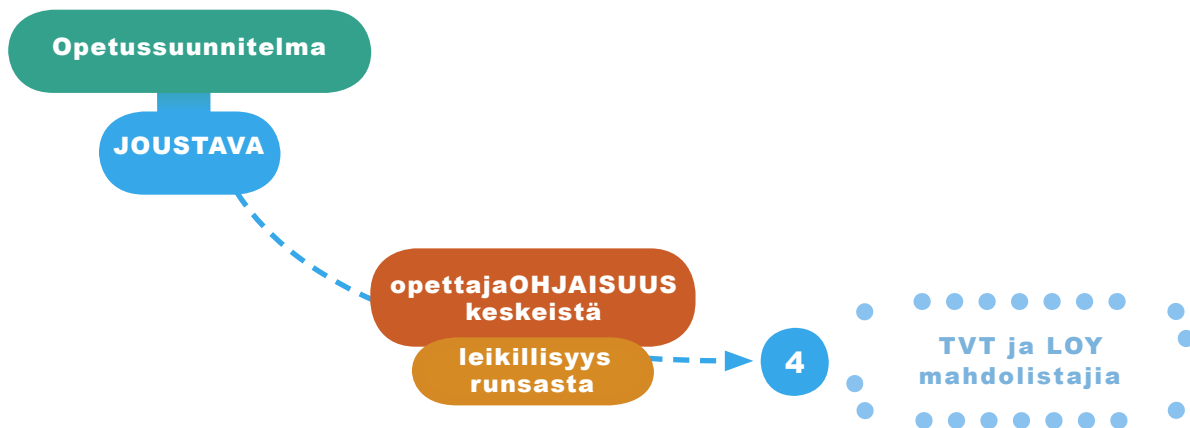 Opetussuunnitelma
JOUSTAVA
opettajaOHJAISUUS
keskeistä
leikillisyys
runsasta
4
TVT ja LOY
mahdolistajia